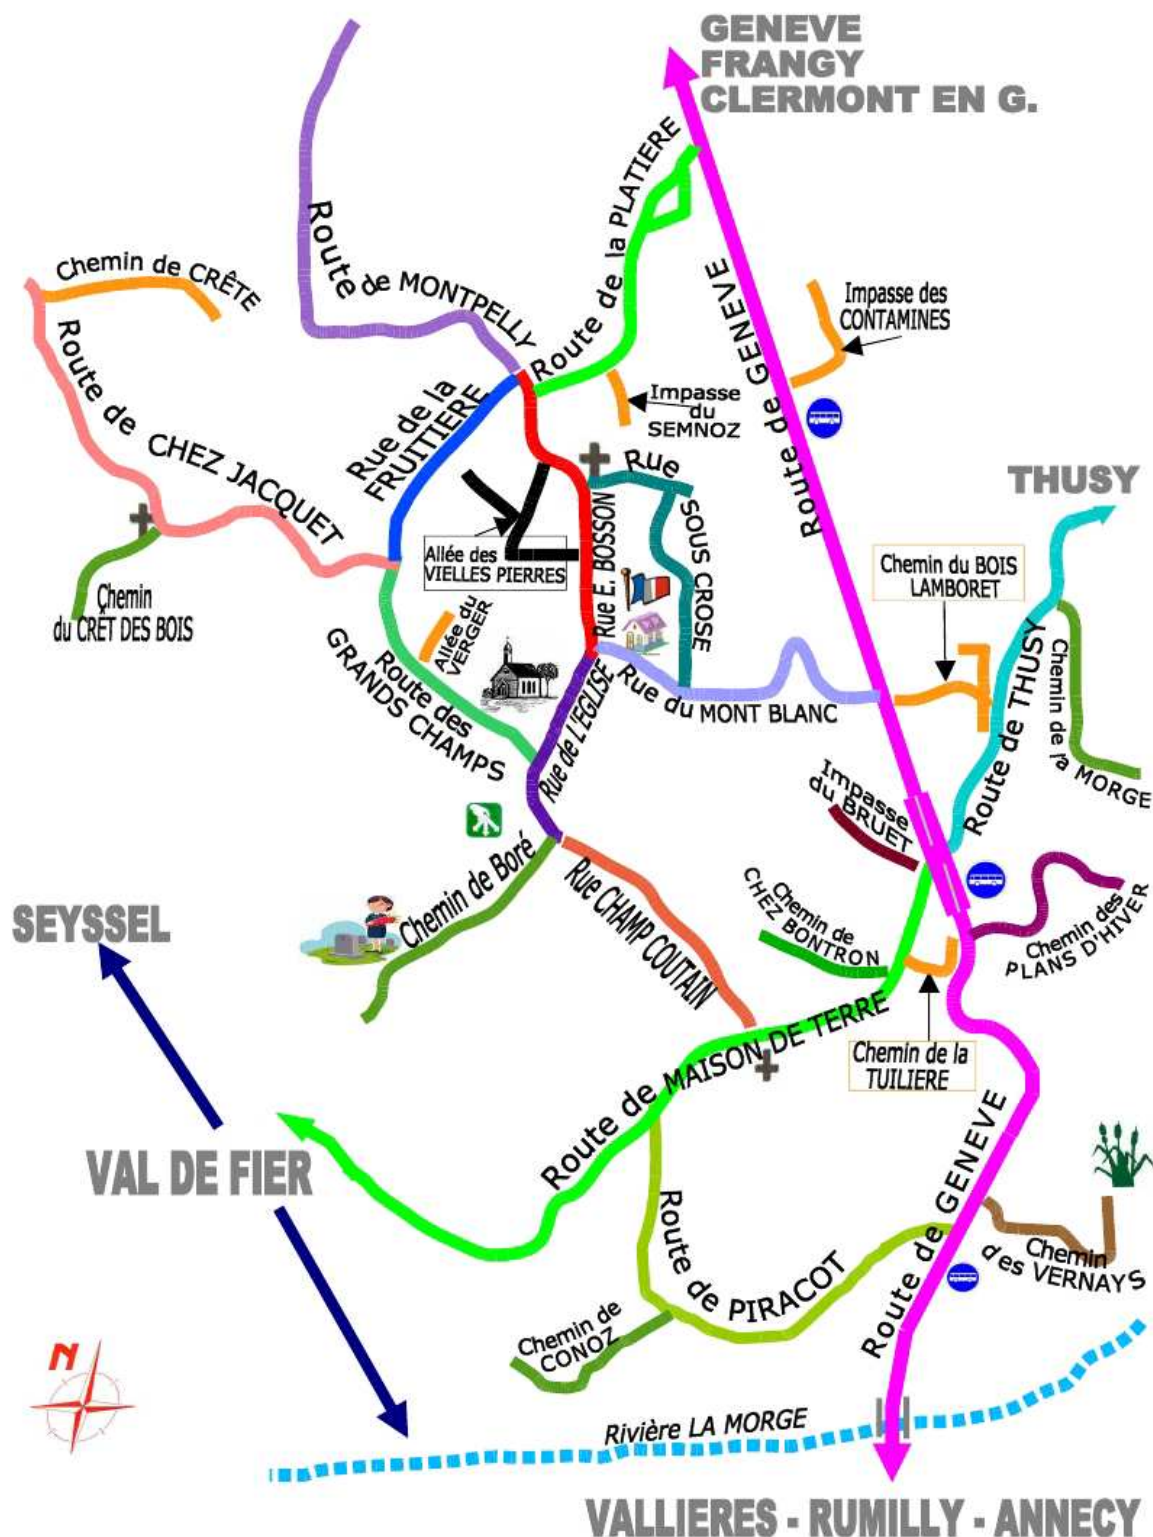 GENEVE
FRANGY
CLERMONT EN G.
Route de la PLATIERE
Route de MONTPELLY
Chemin de CRÊTE
Route de GENEVE
Impasse des
CONTAMINES
Route de CHEZ JACQUET
Rue de la
FRUITIERE
Impasse
du
SEMNOZ
Rue SOUS CROSE
THUSY
Rue E. BOSSON
Allée des
VIELLES PIERRES
Chemin du BOIS
LAMBORET
Chemin
du CRÊT DES BOIS
Allée du
VERGER
Route des
GRANDS CHAMPS
Rue de L'EGLISE
Rue du MONT BLANC
Route de THUSY
Chemin de la MORGE
Impasse
du BRUET
Chemin de Boré
Rue CHAMP COUTAIN
Chemin de
CHEZ BONTRON
Chemin des
PLANS D'HIVER
SEYSSEL
Route de MAISON DE TERRE
Chemin de la
TUILIERE
VAL DE FIER
Route de GENEVE
Route de PIRACOT
Chemin
des VERNAYS
Chemin de
CONOZ
N
Rivière LA MORGE
VALLIERES - RUMILLY - ANNECY